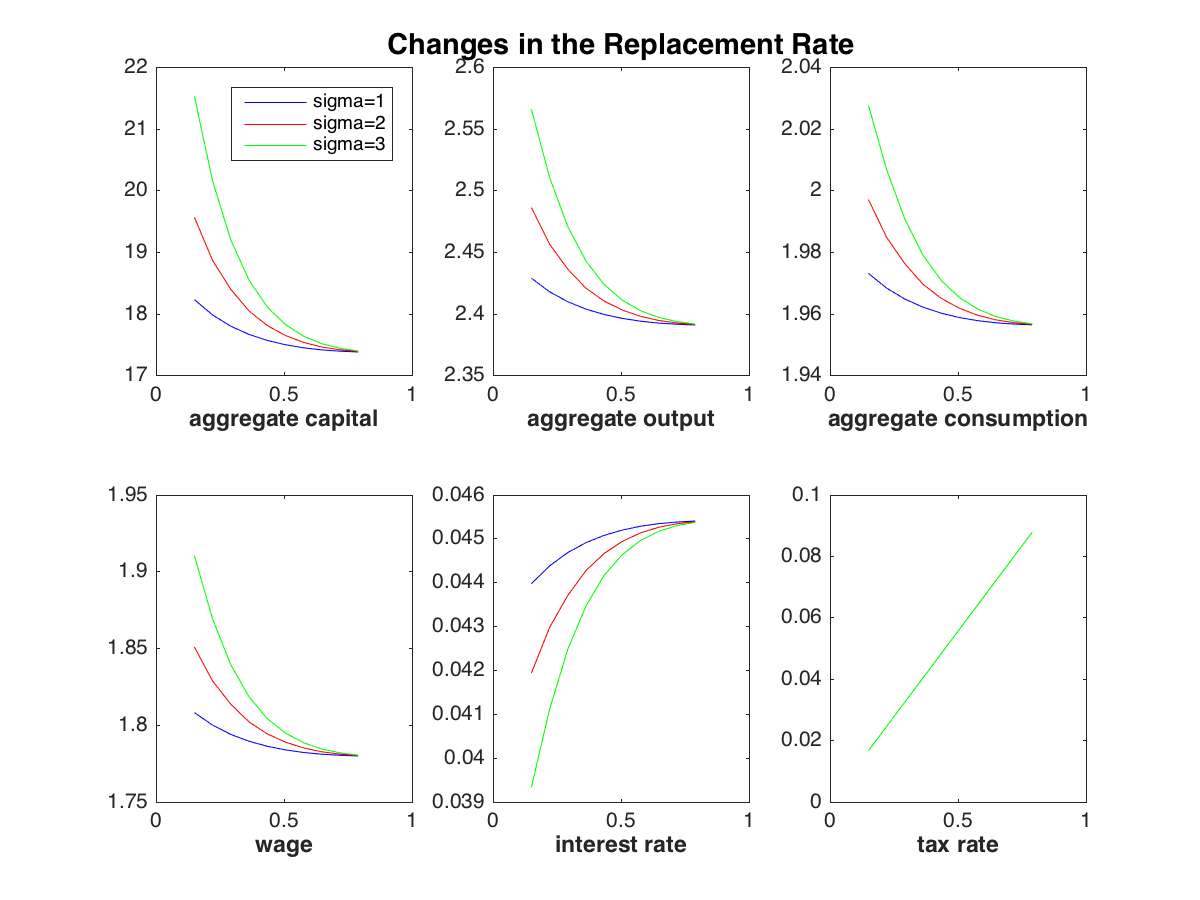 Changes in the Replacement Rate
22
21
20
19
18
17
0 0.5 1
aggregate capital
sigma=1
sigma=2
sigma=3
2.6
2.55
2.5
2.45
2.4
2.35
0 0.5 1
aggregate output
2.04
2.02
2
1.98
1.96
1.94
0 0.5 1
aggregate consumption
1.95
1.9
1.85
1.8
1.75
0 0.5 1
wage
0.046
0.045
0.044
0.043
0.042
0.041
0.04
0.039
0 0.5 1
interest rate
0.1
0.08
0.06
0.04
0.02
0
0 0.5 1
tax rate